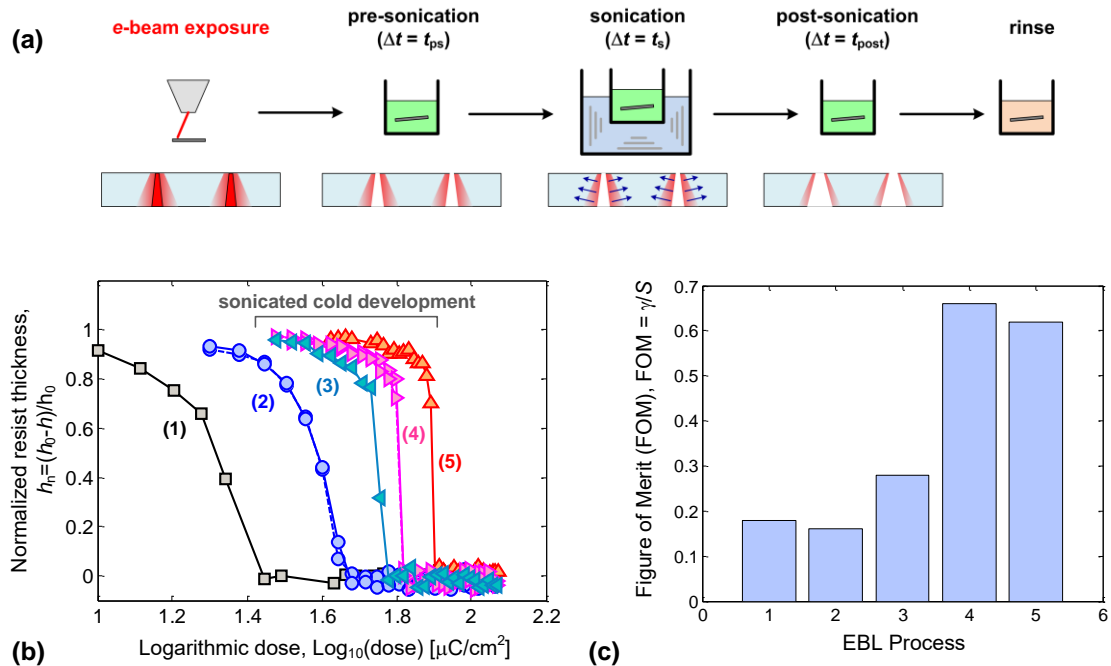 (a)
e-beam exposure
pre-sonication
(Δt = tps)
sonication
(Δt = ts)
post-sonication
(Δt = tpost)
rinse
(b)
Normalized resist thickness,
hn=(h0-h)/h0
1
0.8
0.6
0.4
0.2
0
sonicated cold development
(1)
(2)
(3)
(4)
(5)
1
1.2
1.4
1.6
1.8
2
2.2
Logarithmic dose, Log10(dose) [μC/cm2]
(c)
Figure of Merit (FOM), FOM = γ/S
0.7
0.6
0.5
0.4
0.3
0.2
0.1
0
0
1
2
3
4
5
6
EBL Process